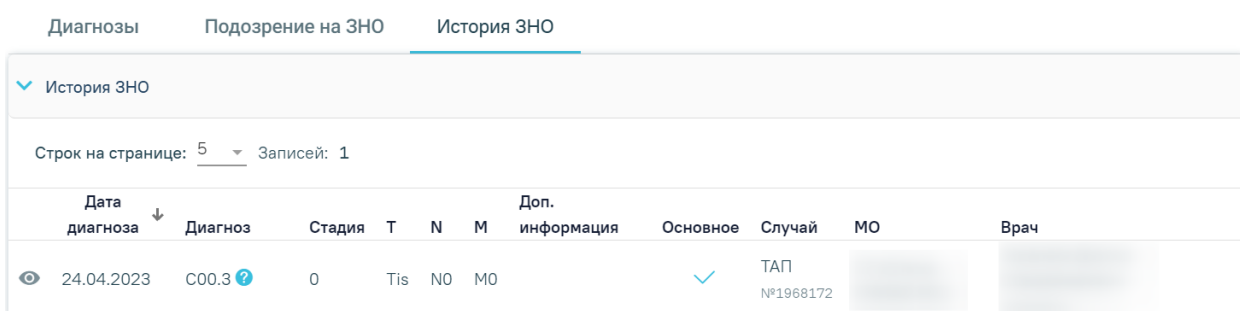 Диагнозы Подозрение на ЗНО История ЗНО
История ЗНО
Строк на странице: 5 Записей: 1
Дата диагноза Диагноз Стадия T N M Доп. информация Основное Случай МО Врач
24.04.2023 C00.3 ? 0 Tis N0 M0 ТАП
№1968172